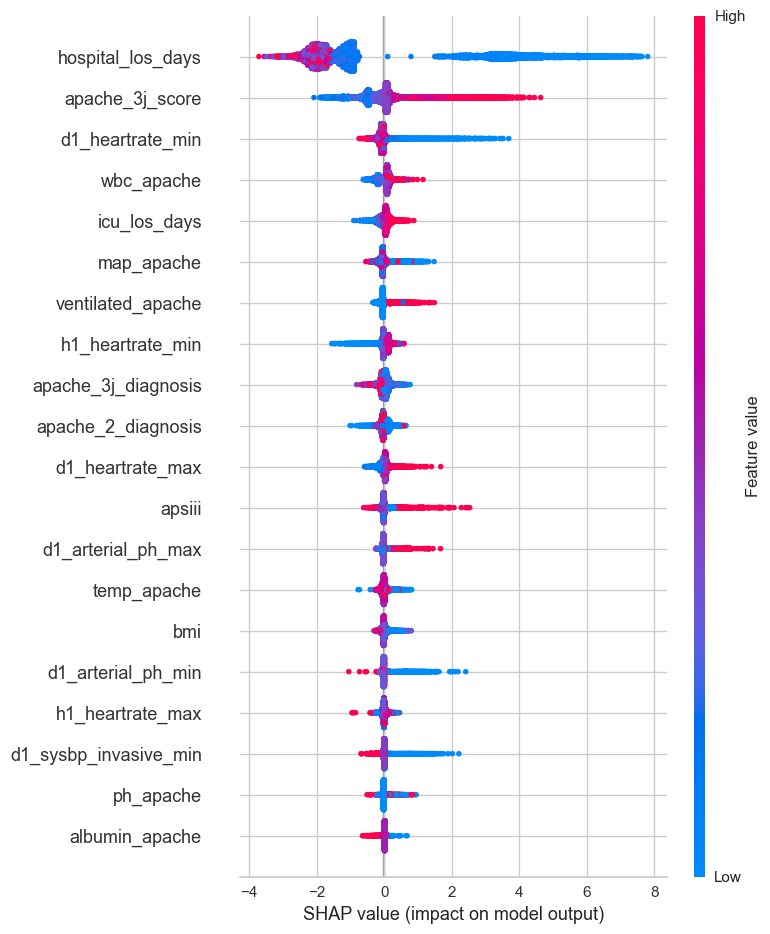 High
hospital_los_days
apache_3j_score
d1_heartrate_min
wbc_apache
icu_los_days
map_apache
ventilated_apache
h1_heartrate_min
apache_3j_diagnosis
apache_2_diagnosis
d1_heartrate_max
apsiii
d1_arterial_ph_max
temp_apache
bmi
d1_arterial_ph_min
h1_heartrate_max
d1_sysbp_invasive_min
ph_apache
albumin_apache
Feature value
Low
−4 −2 0 2 4 6 8
SHAP value (impact on model output)